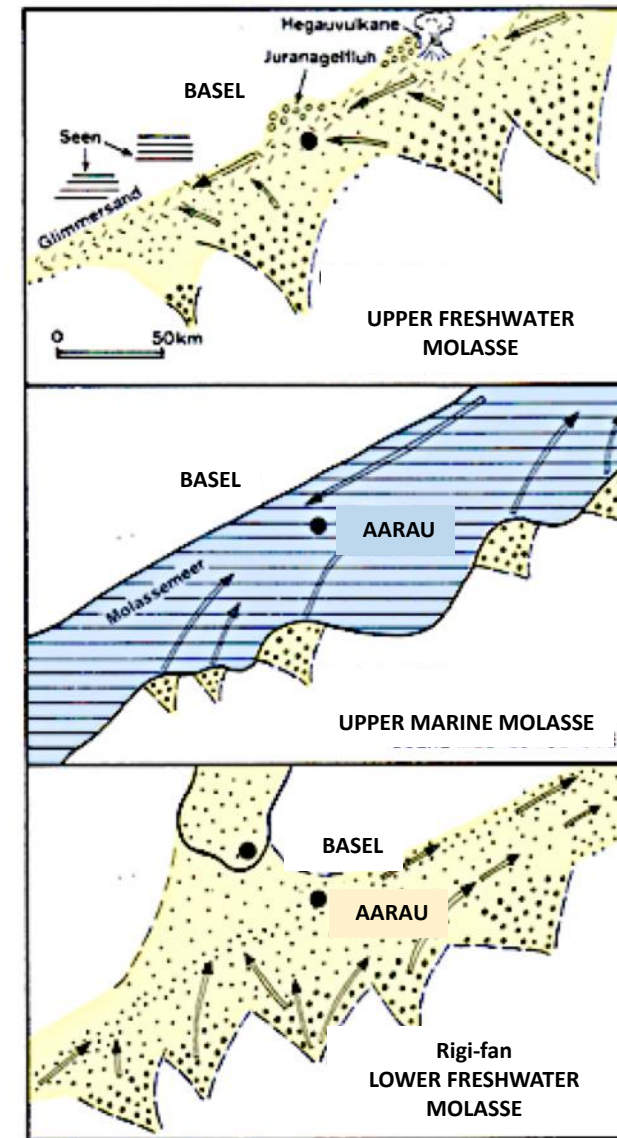 Hegauvulkane
Juranagelfluh
BASEL
Seen
Glimmersand
0 50km
UPPER FRESHWATER
MOLASSE
BASEL
AARAU
Molassemeer
UPPER MARINE MOLASSE
BASEL
AARAU
Rigi-fan
LOWER FRESHWATER
MOLASSE